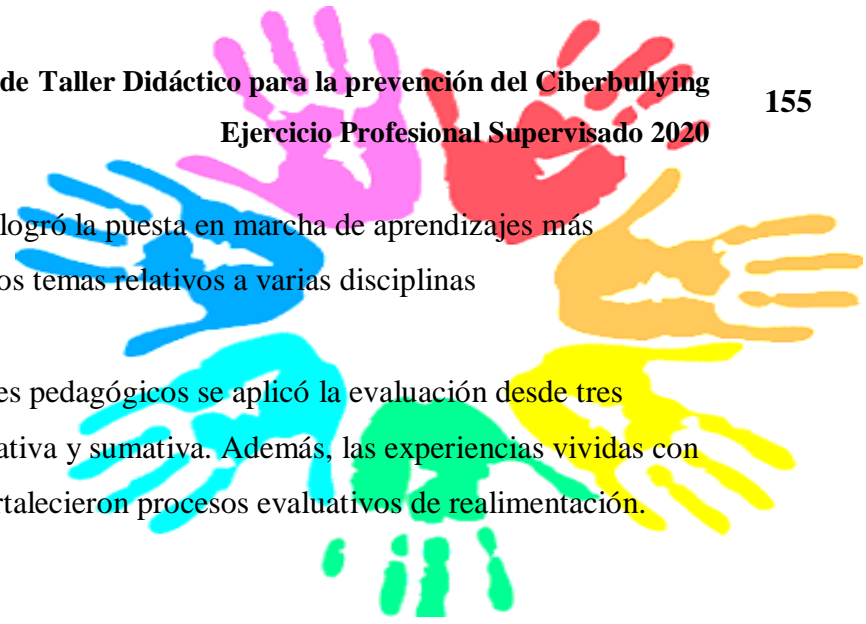 de Taller Didáctico para la prevención del Ciberbullying
155
Ejercicio Profesional Supervisado 2020
logró la puesta en marcha de aprendizajes más
os temas relativos a varias disciplinas
es pedagógicos se aplicó la evaluación desde tres
ativa y sumativa. Además, las experiencias vividas con
rtalecieron procesos evaluativos de realimentación.